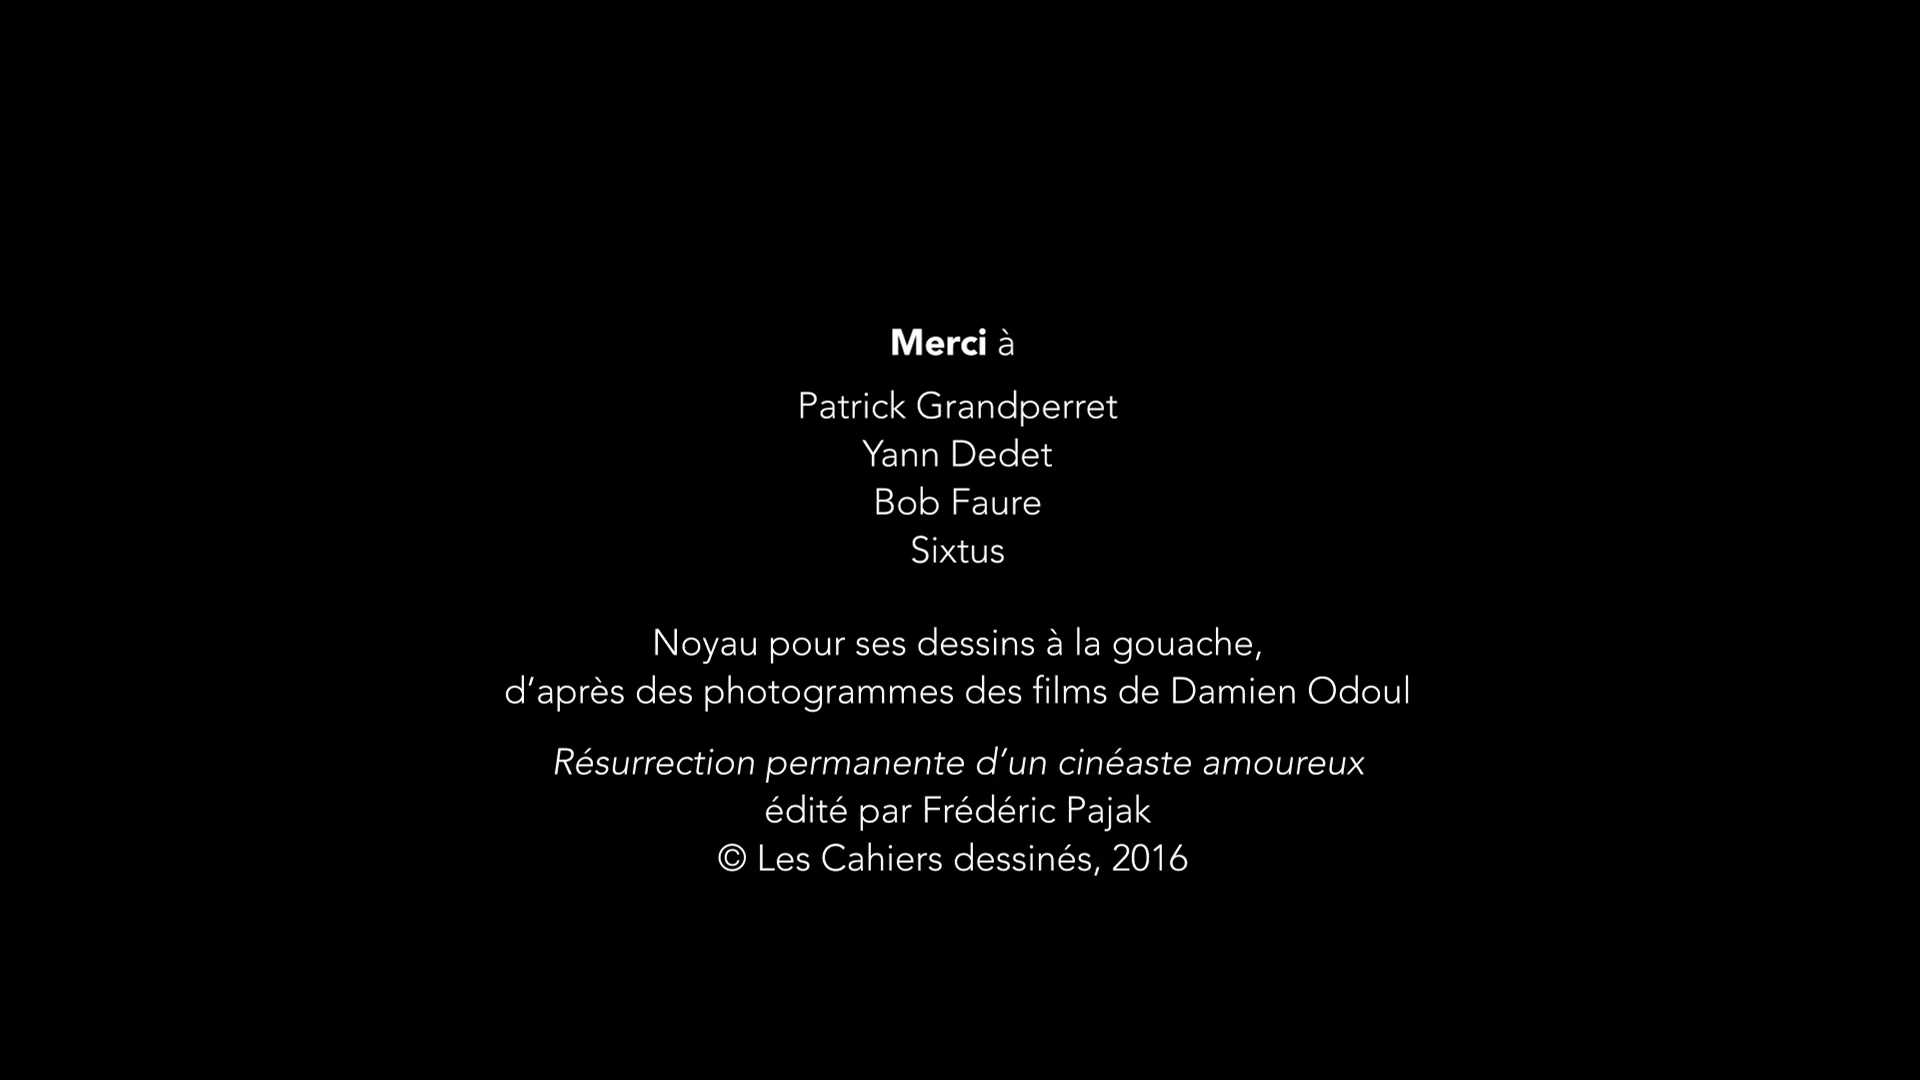 Merci à
Patrick Grandperret
Yann Dedet
Bob Faure
Sixtus
Noyau pour ses dessins à la gouache,
d’après des photogrammes des films de Damien Odoul
Résurrection permanente d’un cinéaste amoureux
édité par Frédéric Pajak
© Les Cahiers dessinés, 2016